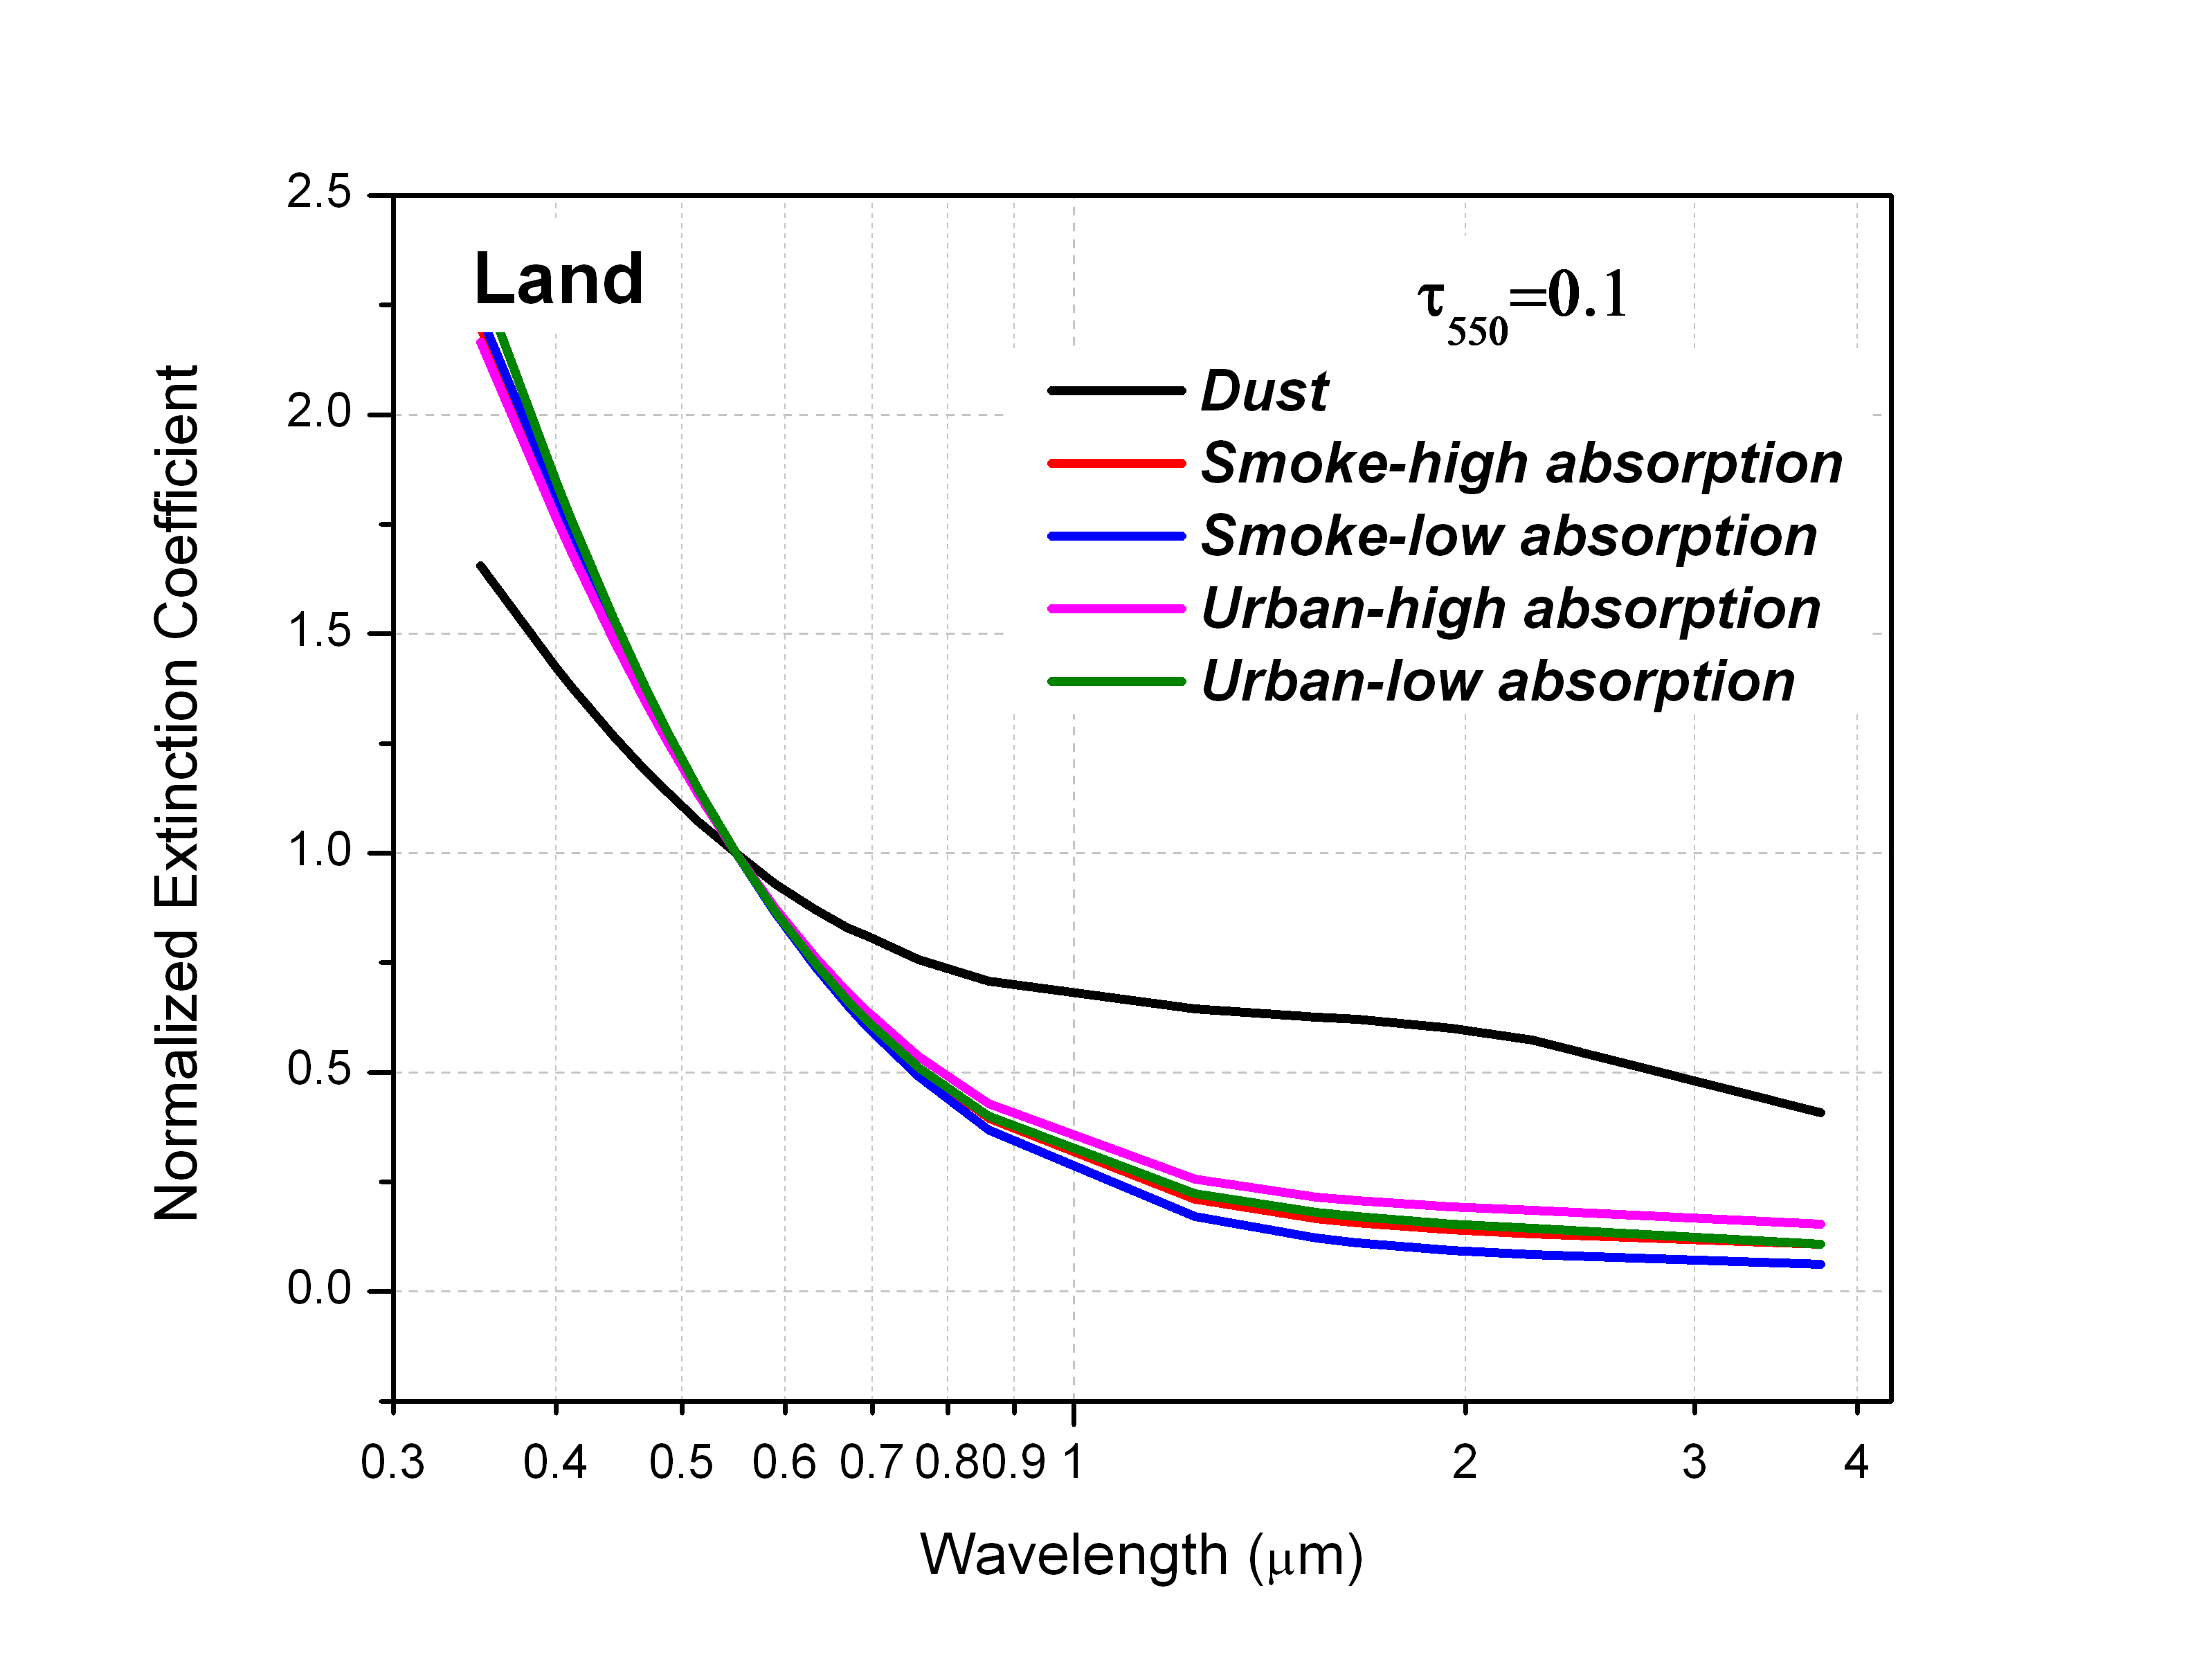 Land
τ550=0.1
Dust
Smoke-high absorption
Smoke-low absorption
Urban-high absorption
Urban-low absorption
Normalized Extinction Coefficient
2.5
2.0
1.5
1.0
0.5
0.0
0.3 0.4 0.5 0.6 0.7 0.8 0.9 1 2 3 4
Wavelength (μm)